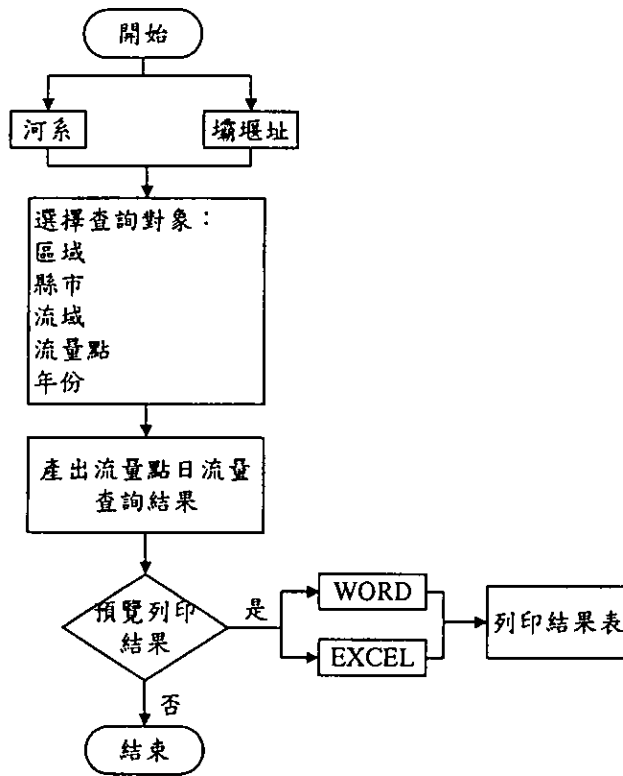 開始
河系
壩堰址
選擇查詢對象：
區域
縣市
流域
流量點
年份
產出流量點日流量
查詢結果
預覽列印
結果
是
WORD
EXCEL
列印結果表
否
結束